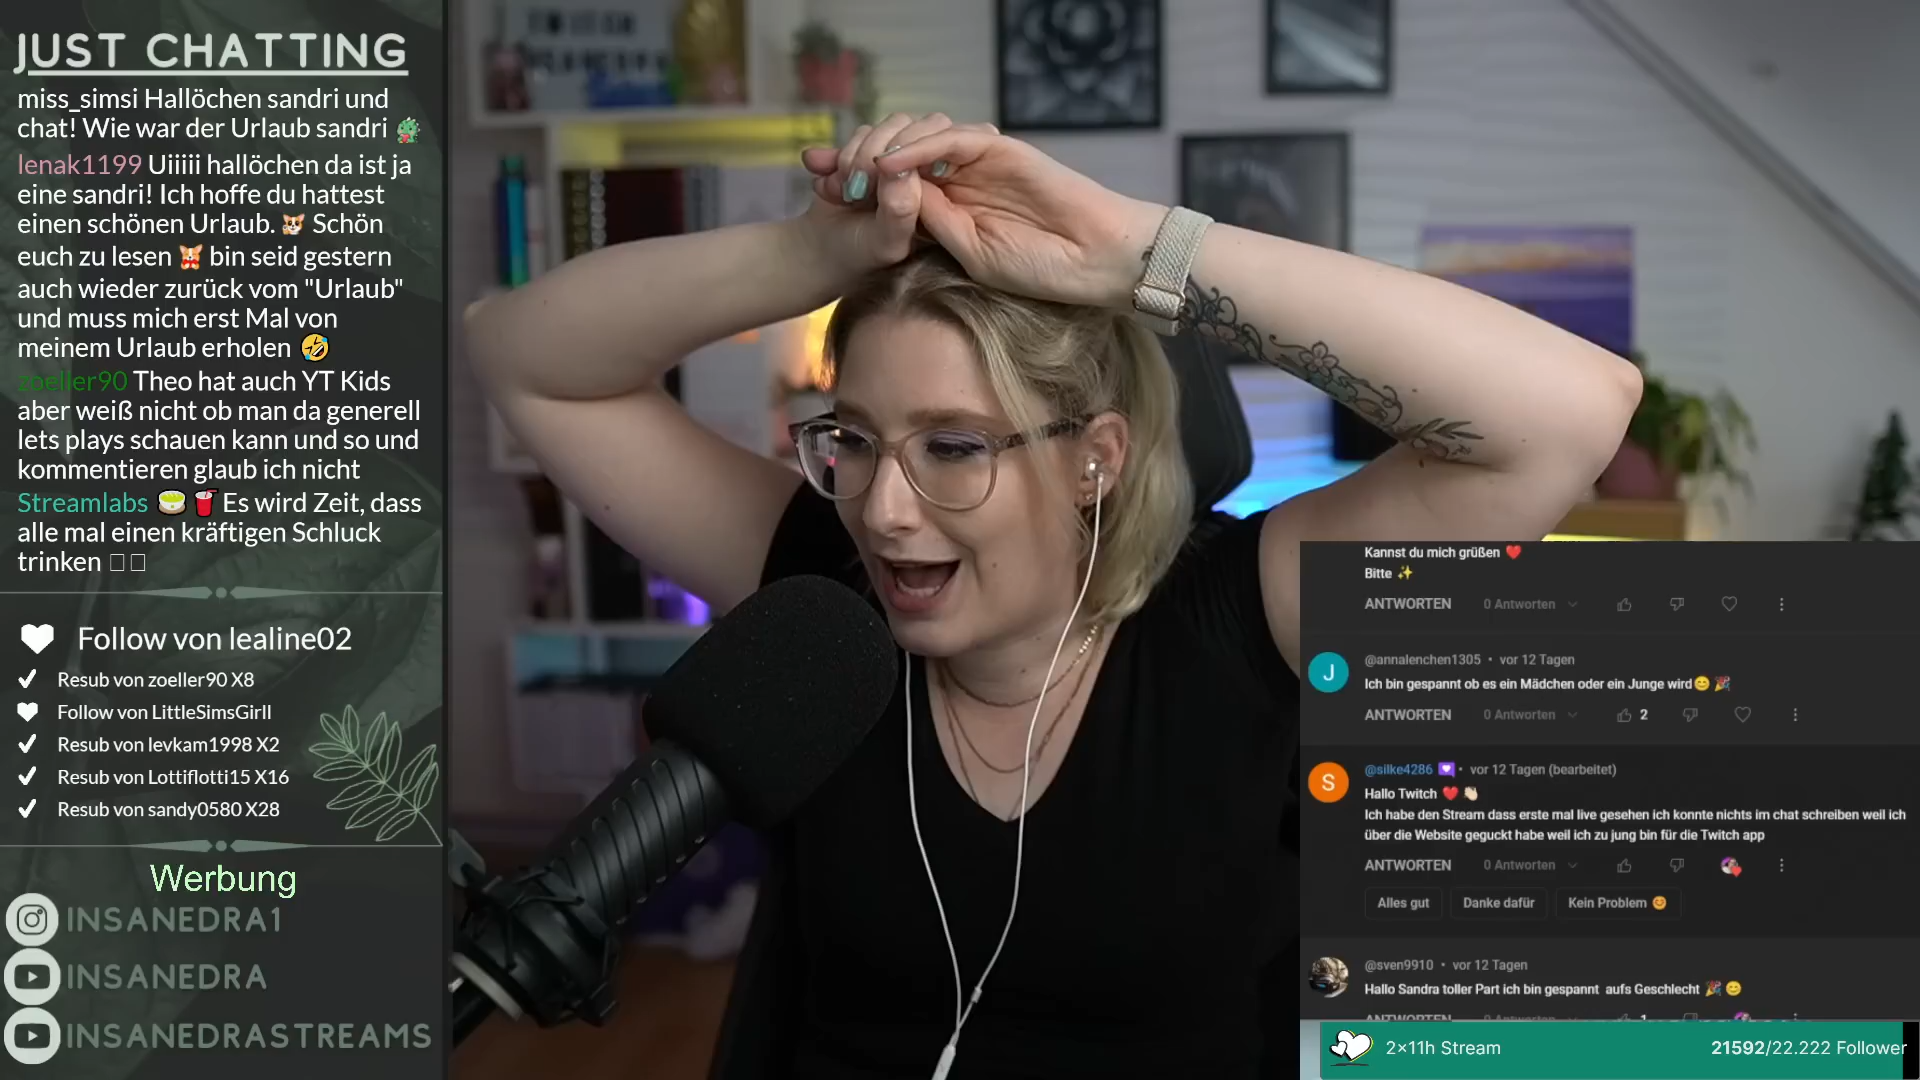 JUST CHATTING
miss_simsi Hallöchen sandri und
chat! Wie war der Urlaub sandri
lenak1199 Uiiiii hallöchen da ist ja
eine sandri! Ich hoffe du hattest
einen schönen Urlaub. Schön
euch zu lesen bin seid gestern
auch wieder zurück vom "Urlaub"
und muss mich erst Mal von
meinem Urlaub erholen 🤣
zoeller90 Theo hat auch YT Kids
aber weiß nicht ob man da generell
lets plays schauen kann und so und
kommentieren glaub ich nicht
Streamlabs 🍵🥤Es wird Zeit, dass
alle mal einen kräftigen Schluck
trinken
Follow von lealine02
Resub von zoeller90 X8
Follow von LittleSimsGirll
Resub von levkam1998 X2
Resub von Lottiflotti15 X16
Resub von sandy0580 X28
Werbung
INSANEDRA1
INSANEDRA
INSANEDRASTREAMS
Kannst du mich grüßen ❤️
Bitte ✨
ANTWORTEN 0 Antworten
@annalenchen1305 • vor 12 Tagen
J
Ich bin gespannt ob es ein Mädchen oder ein Junge wird😊 🎉
ANTWORTEN 0 Antworten 2
@silke4286 • vor 12 Tagen (bearbeitet)
S
Hallo Twitch ❤️ 👏🏻
Ich habe den Stream dass erste mal live gesehen ich konnte nichts im chat schreiben weil ich
über die Website geguckt habe weil ich zu jung bin für die Twitch app
ANTWORTEN 0 Antworten
Alles gut Danke dafür Kein Problem 😊
@sven9910 • vor 12 Tagen
Hallo Sandra toller Part ich bin gespannt aufs Geschlecht 🎉 😊
ANTWORTEN 0 Antworten 1
2x11h Stream 21592/22.222 Follower